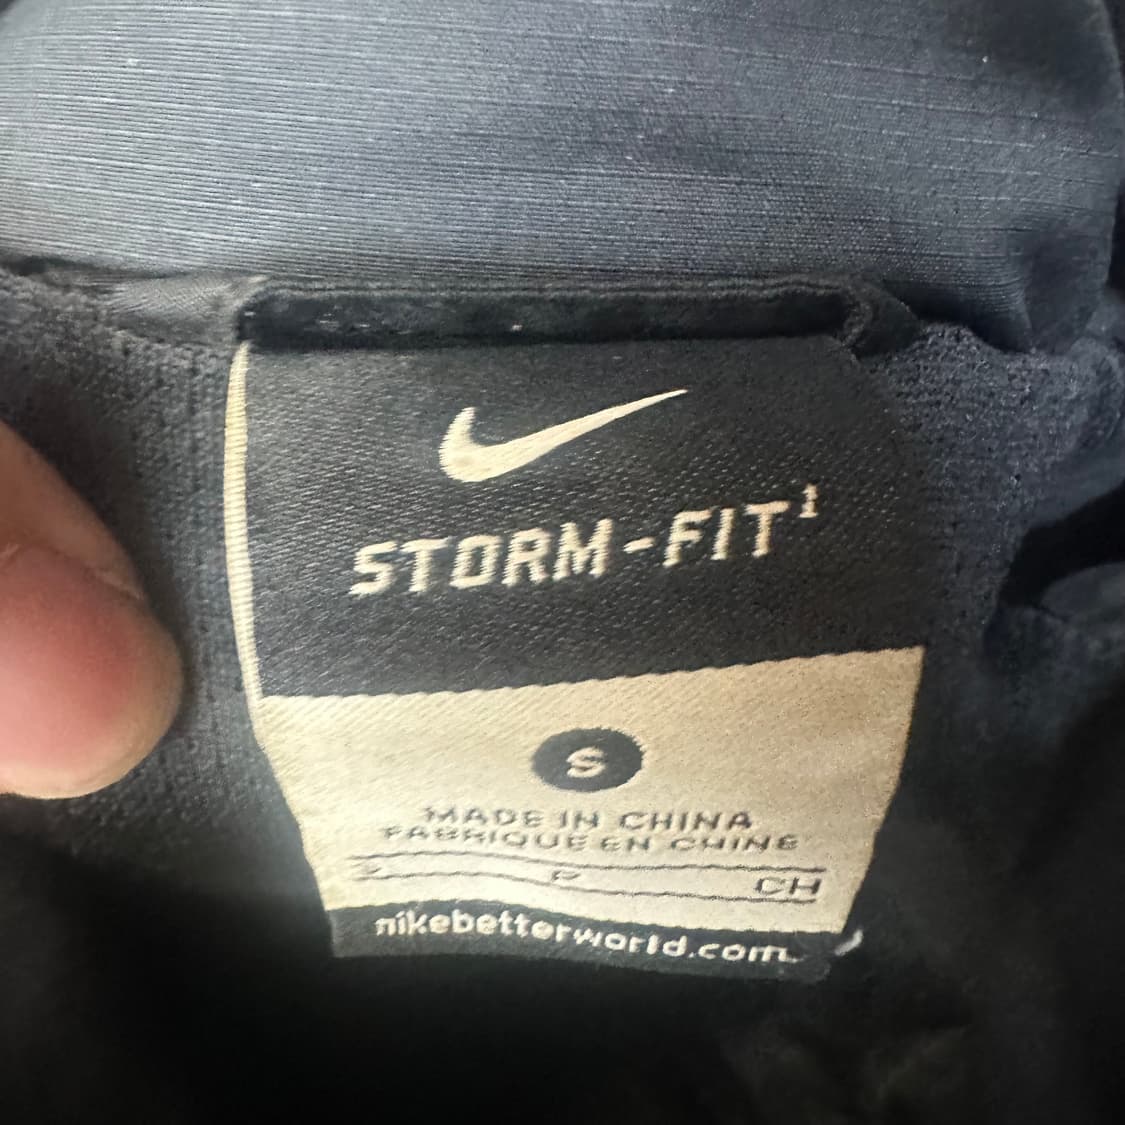 STORM-FIT¹
S
MADE IN CHINA
FABRIQUE EN CHINE
P CH
nikebetterworld.com